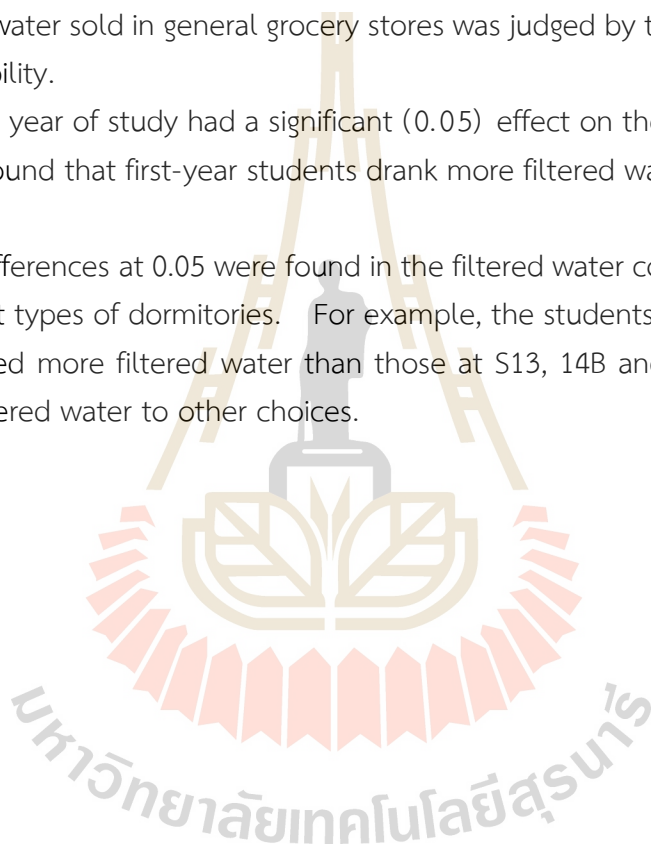 water sold in general grocery stores was judged by t
bility.
year of study had a significant (0.05) effect on the
ound that first-year students drank more filtered wa
fferences at 0.05 were found in the filtered water co
t types of dormitories. For example, the students
ed more filtered water than those at S13, 14B and
ered water to other choices.
มหาวิทยาลัยเทคโนโลยีสุรนารี